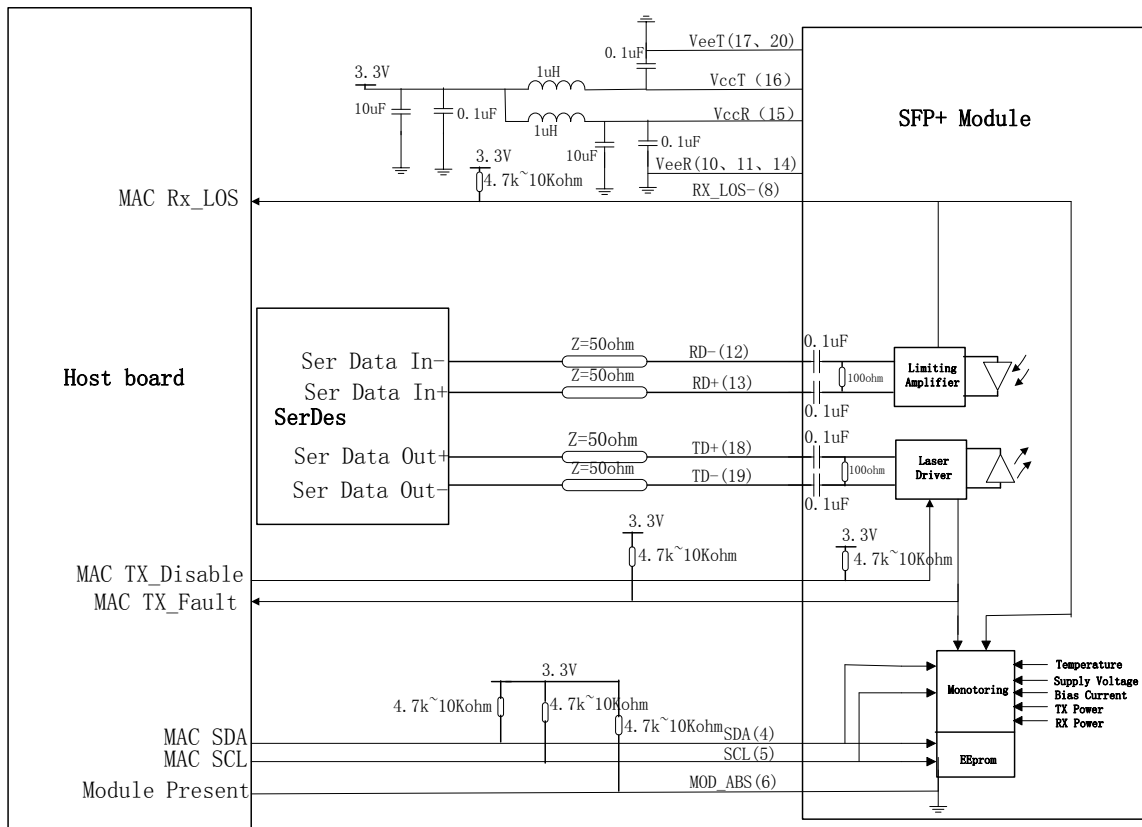 VeeT(17、20)
0.1uF
3.3V
1uH
VccT (16)
10uF
0.1uF
VccR (15)
1uH
10uF
0.1uF
SFP+ Module
3.3V
VeeR(10、11、14)
4.7k~10Kohm
RX_LOS-(8)
MAC Rx_LOS
Host board
SerDes
Ser Data In-
Z=50ohm
RD-(12)
0.1uF
Ser Data In+
Z=50ohm
RD+(13)
0.1uF
100ohm
Limiting
Amplifier
Ser Data Out+
Z=50ohm
TD+(18)
0.1uF
Ser Data Out-
Z=50ohm
TD-(19)
0.1uF
100ohm
Laser
Driver
3.3V
4.7k~10Kohm
3.3V
4.7k~10Kohm
MAC TX_Disable
MAC TX_Fault
3.3V
4.7k~10Kohm
4.7k~10Kohm
4.7k~10Kohm
MAC SDA
SDA(4)
MAC SCL
SCL(5)
Module Present
MOD_ABS(6)
Monotoring
EEprom
Temperature
Supply Voltage
Bias Current
TX Power
RX Power